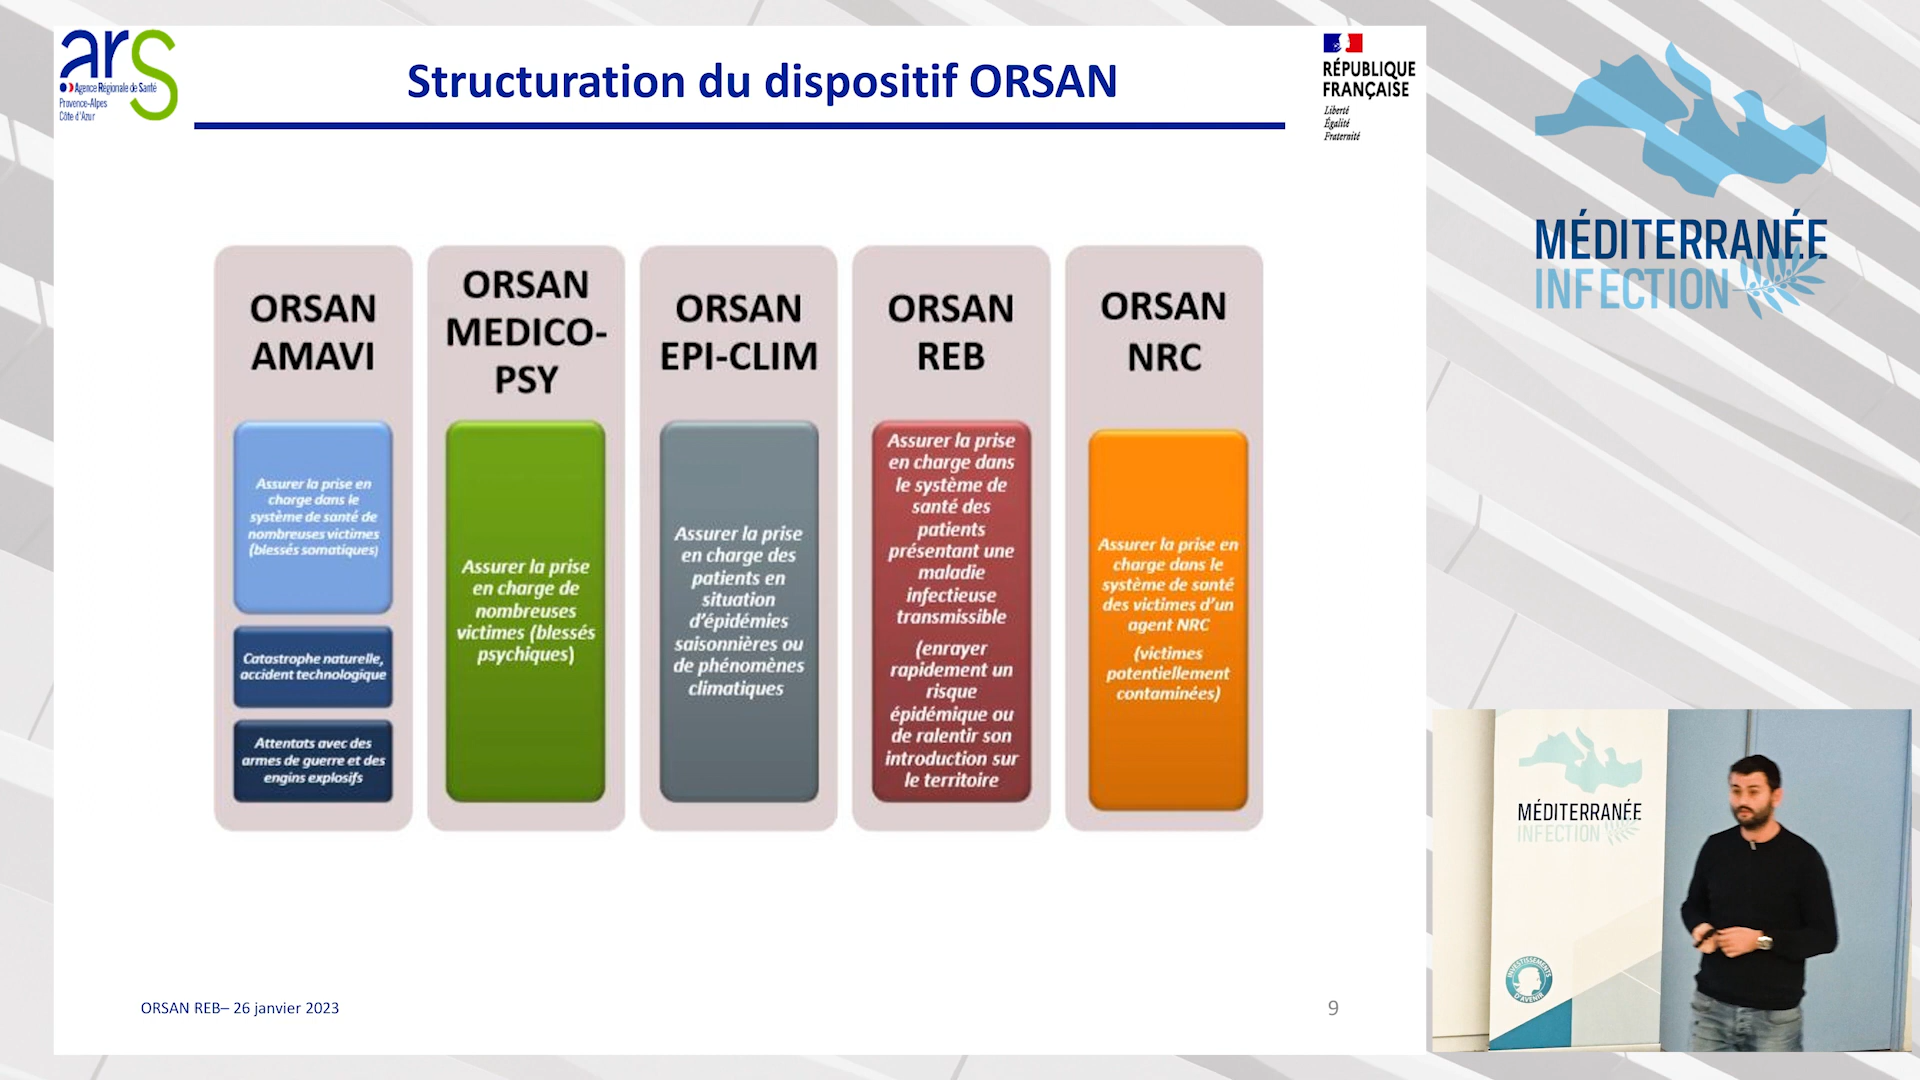 ars
Agence Régionale de Santé
Provence-Alpes
Côte d'Azur
Structuration du dispositif ORSAN
RÉPUBLIQUE
FRANÇAISE
Liberté
Égalité
Fraternité
MÉDITERRANÉE
INFECTION
ORSAN
AMAVI
Assurer la prise en
charge dans le
système de santé de
nombreuses victimes
(blessés somatiques)
Catastrophe naturelle,
accident technologique
Attentats avec des
armes de guerre et des
engins explosifs
ORSAN
MEDICO-
PSY
Assurer la prise
en charge de
nombreuses
victimes (blessés
psychiques)
ORSAN
EPI-CLIM
Assurer la prise
en charge des
patients en
situation
d'épidémies
saisonnières ou
de phénomènes
climatiques
ORSAN
REB
Assurer la prise
en charge dans
le système de
santé des
patients
présentant une
maladie
infectieuse
transmissible
(enrayer
rapidement un
risque
épidémique ou
de ralentir son
introduction sur
le territoire
ORSAN
NRC
Assurer la prise en
charge dans le
système de santé
des victimes d'un
agent NRC
(victimes
potentiellement
contaminées)
ORSAN REB– 26 janvier 2023
9
MÉDITERRANÉE
INFECTION
INVESTISSEMENTS
D'AVENIR